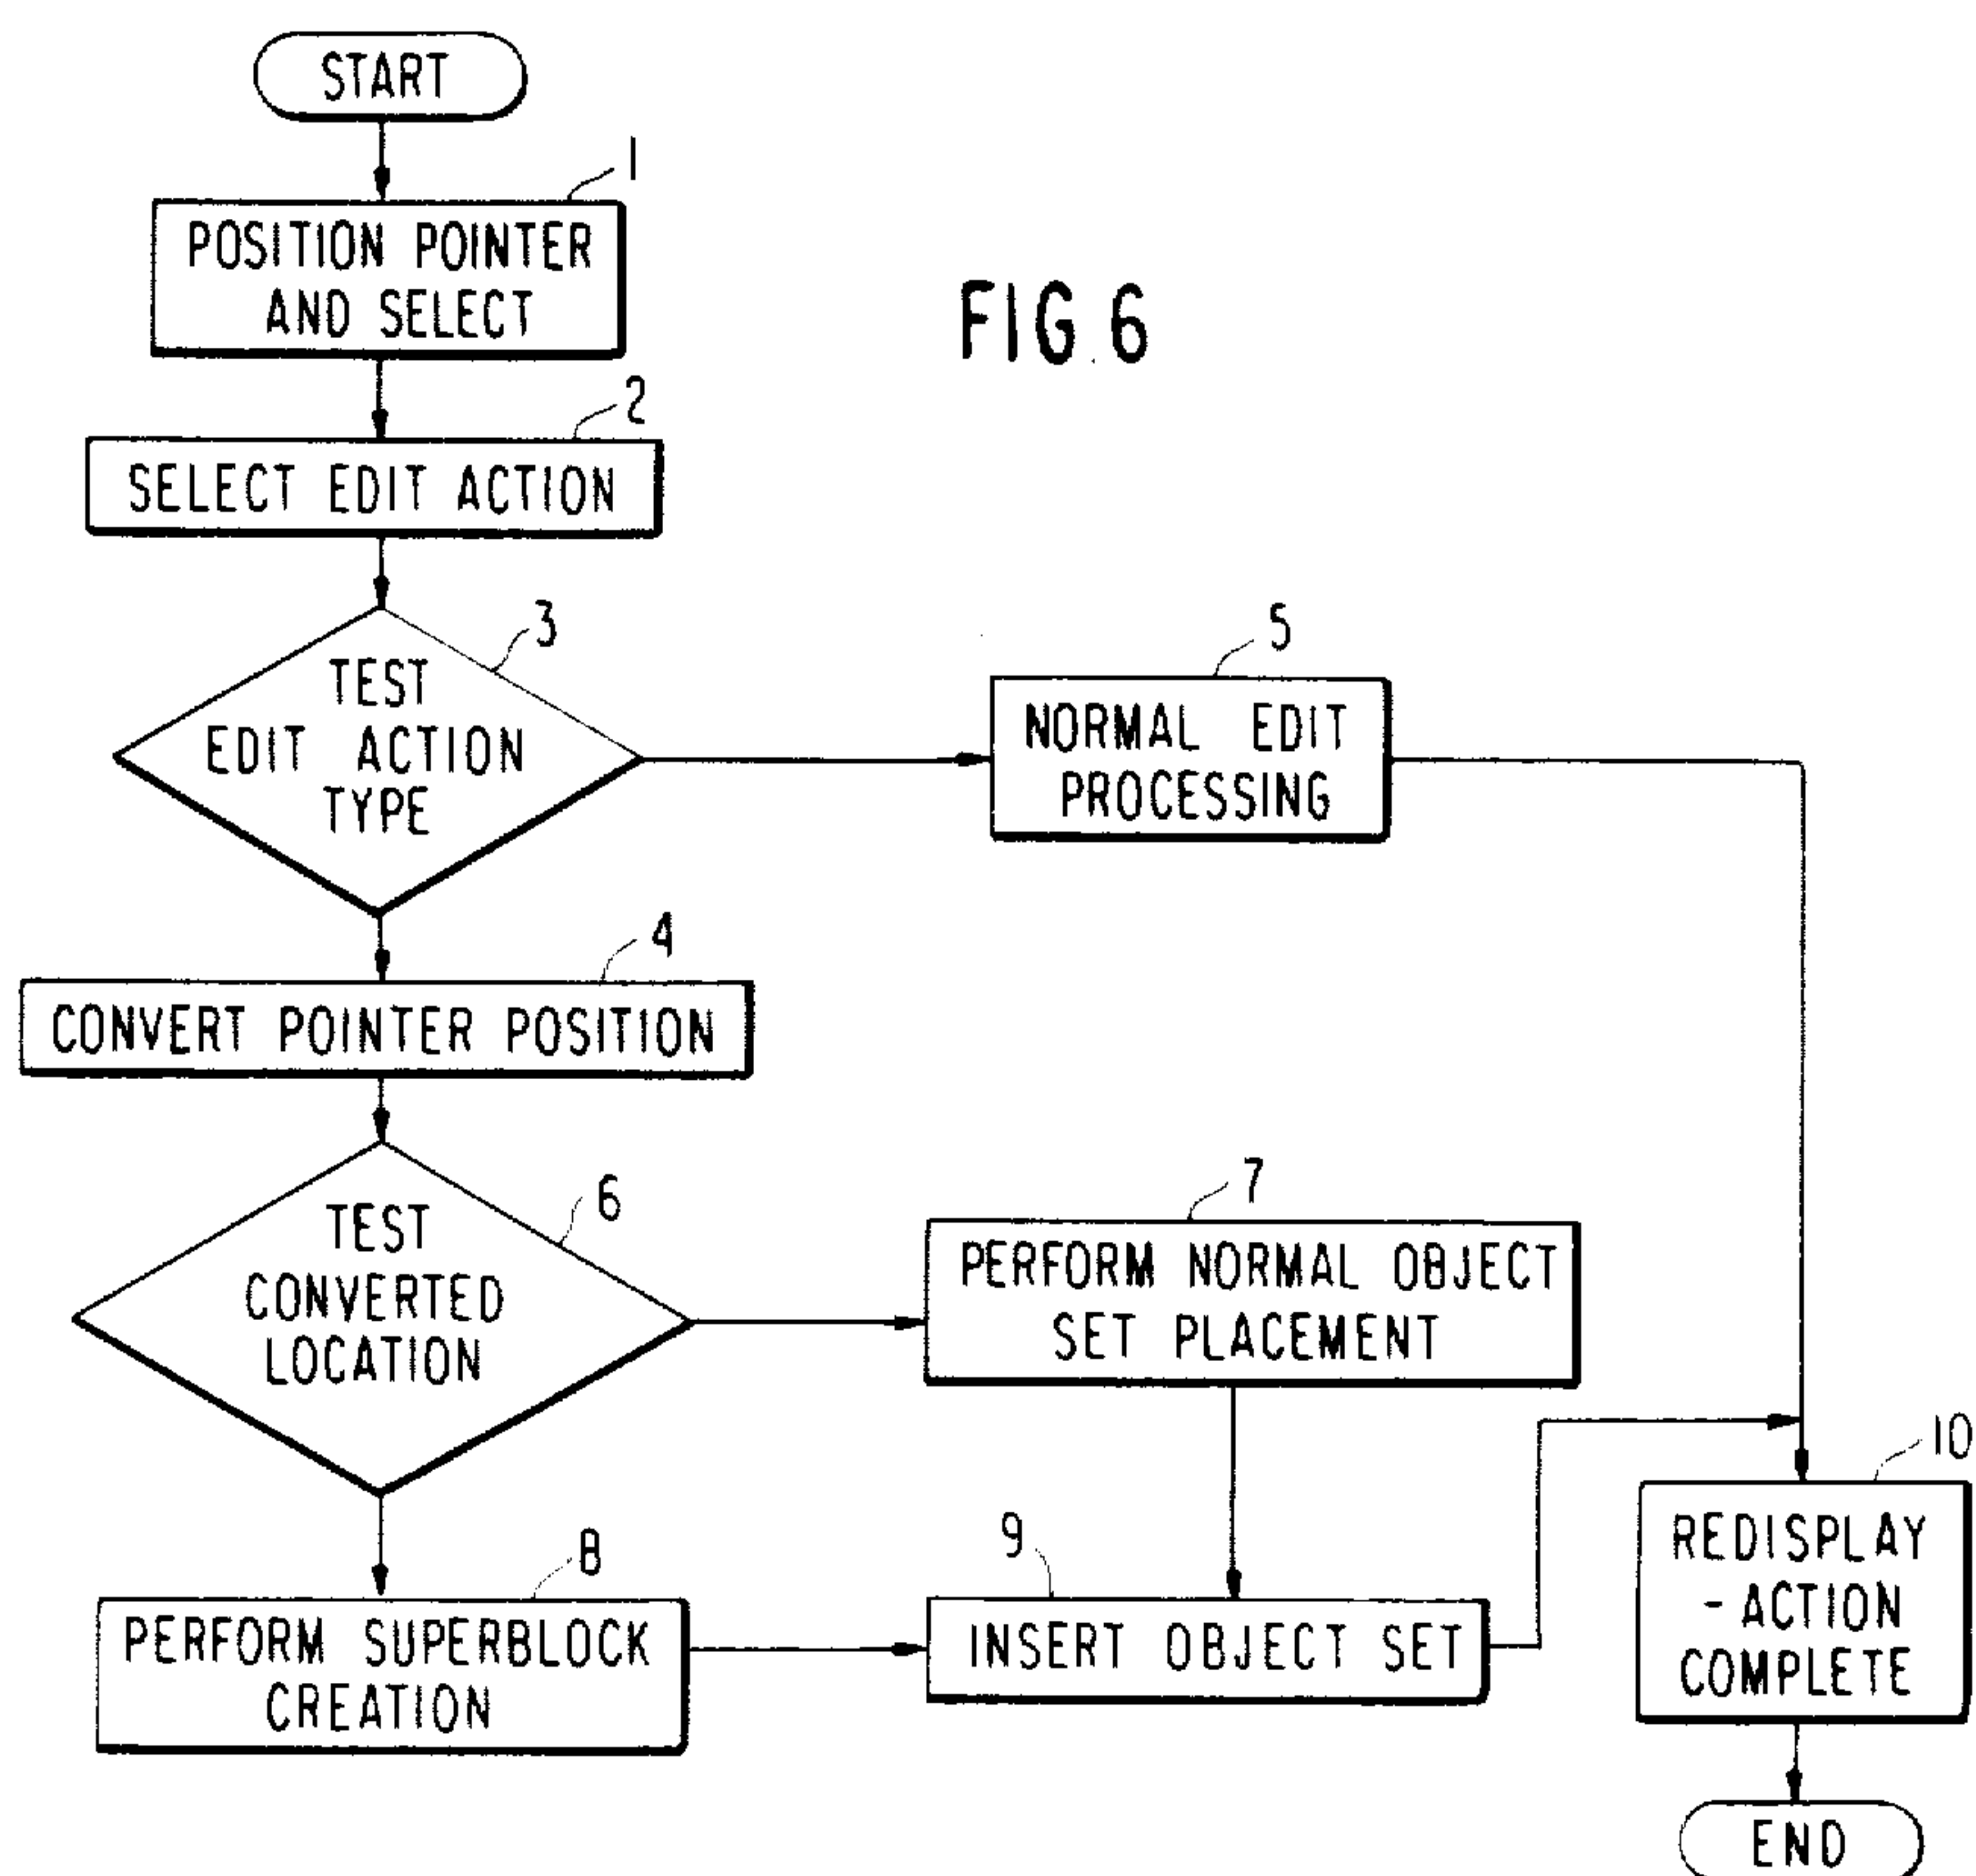 START
1
POSITION POINTER
AND SELECT
FIG.6
2
SELECT EDIT ACTION
3
TEST
EDIT ACTION
TYPE
5
NORMAL EDIT
PROCESSING
4
CONVERT POINTER POSITION
6
TEST
CONVERTED
LOCATION
7
PERFORM NORMAL OBJECT
SET PLACEMENT
8
PERFORM SUPERBLOCK
CREATION
9
INSERT OBJECT SET
10
REDISPLAY
- ACTION
COMPLETE
END